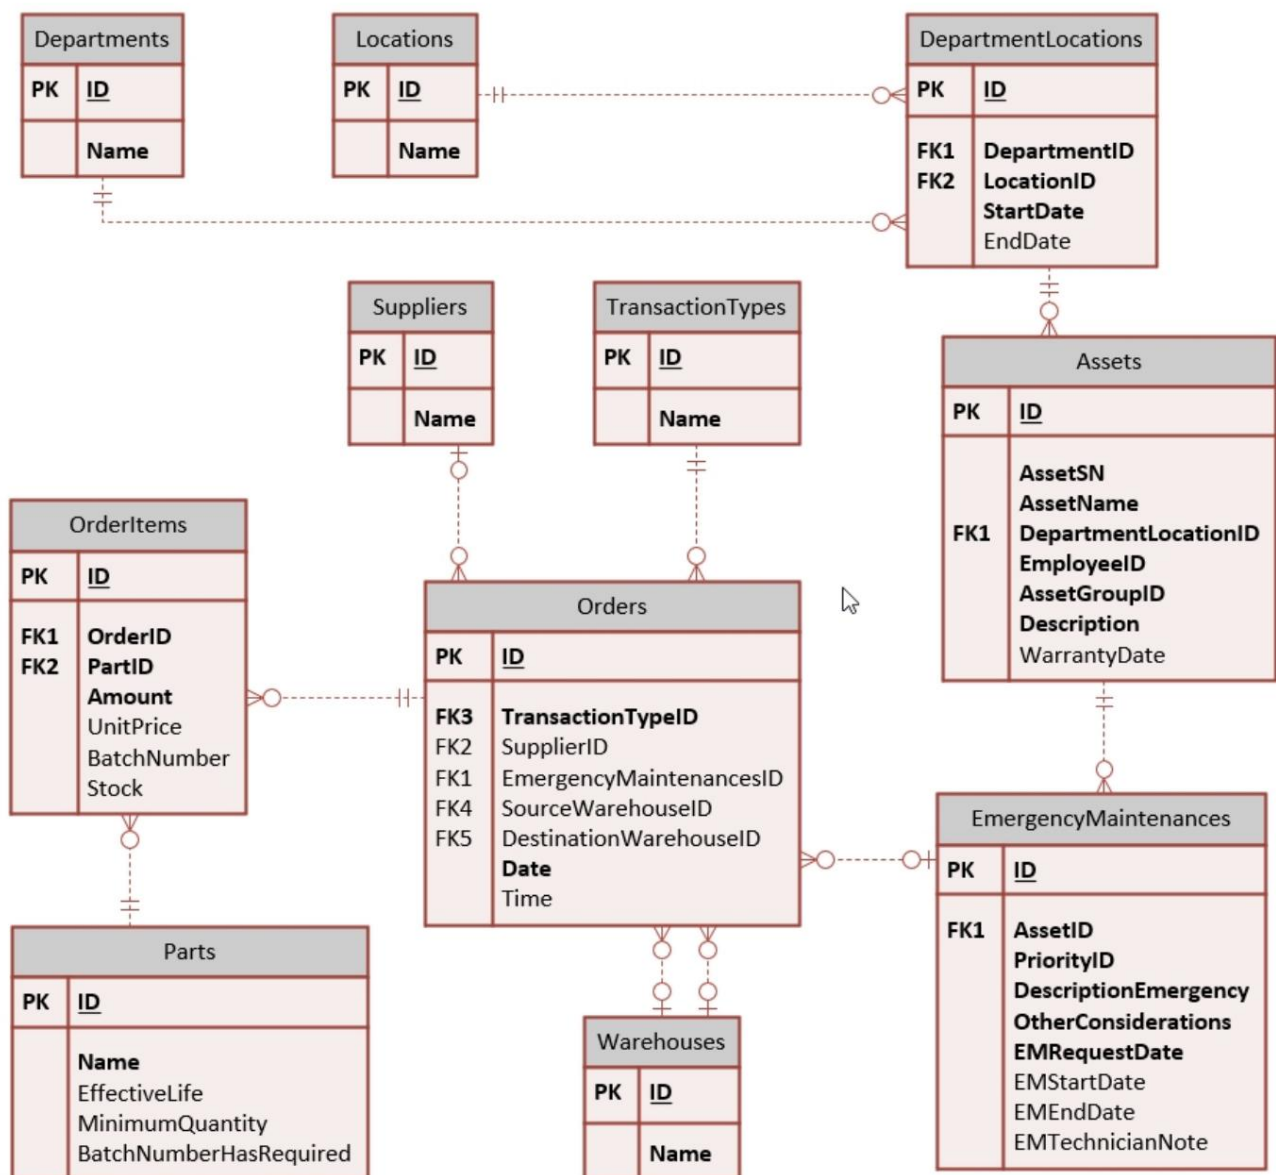 Departments
PK ID
Name
Locations
PK ID
Name
DepartmentLocations
PK ID
FK1 DepartmentID
FK2 LocationID
StartDate
EndDate
Suppliers
PK ID
Name
TransactionTypes
PK ID
Name
Assets
PK ID
AssetSN
AssetName
FK1 DepartmentLocationID
EmployeeID
AssetGroupID
Description
WarrantyDate
OrderItems
PK ID
FK1 OrderID
FK2 PartID
Amount
UnitPrice
BatchNumber
Stock
Orders
PK ID
FK3 TransactionTypeID
FK2 SupplierID
FK1 EmergencyMaintenancesID
FK4 SourceWarehouseID
FK5 DestinationWarehouseID
Date
Time
EmergencyMaintenances
PK ID
FK1 AssetID
PriorityID
DescriptionEmergency
OtherConsiderations
EMRequestDate
EMStartDate
EMEndDate
EMTechnicianNote
Parts
PK ID
Name
EffectiveLife
MinimumQuantity
BatchNumberHasRequired
Warehouses
PK ID
Name